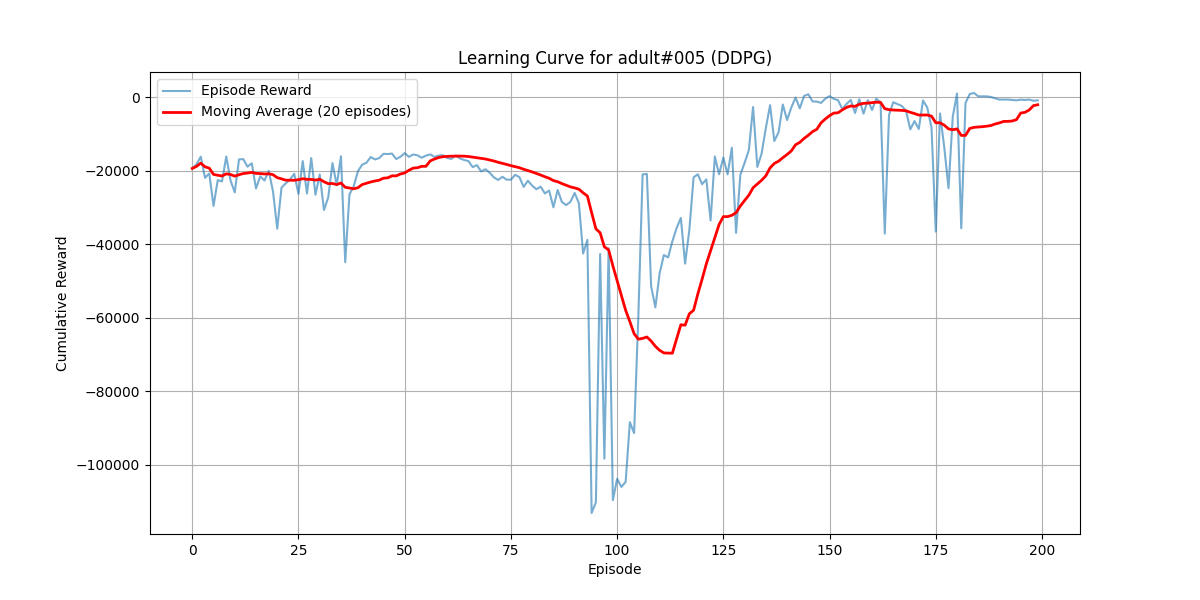 Learning Curve for adult#005 (DDPG)
Episode Reward
Moving Average (20 episodes)
Cumulative Reward
0
−20000
−40000
−60000
−80000
−100000
0 25 50 75 100 125 150 175 200
Episode